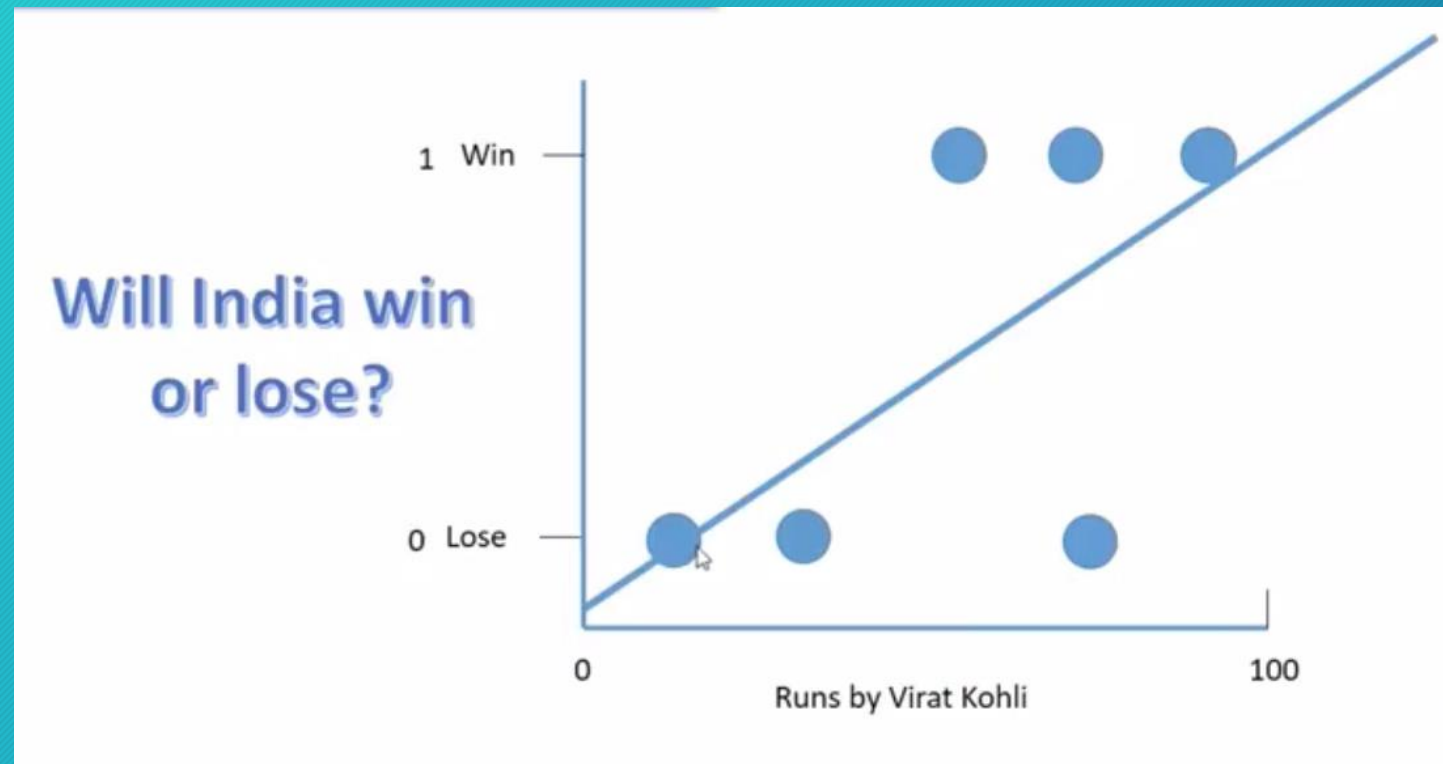 1 Win
Will India win
or lose?
0 Lose
0
100
Runs by Virat Kohli